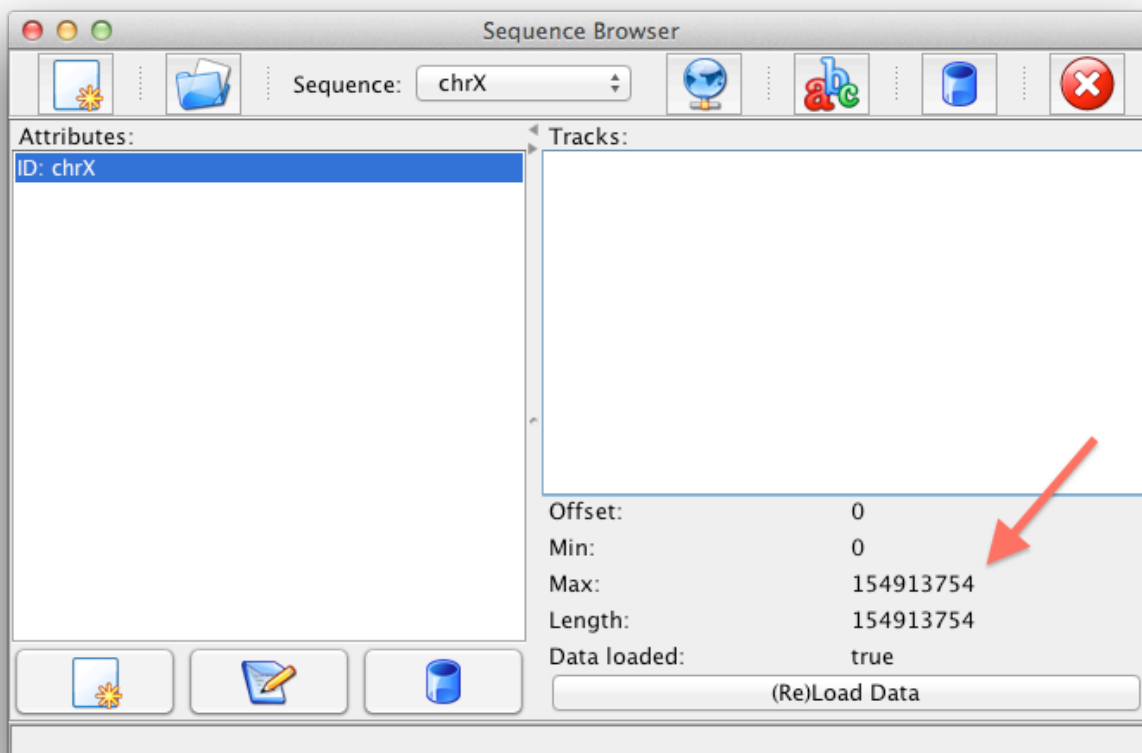 Sequence Browser
Sequence: chrX
abc
Attributes:
Tracks:
ID: chrX
Offset: 0
Min: 0
Max: 154913754
Length: 154913754
Data loaded: true
(Re)Load Data